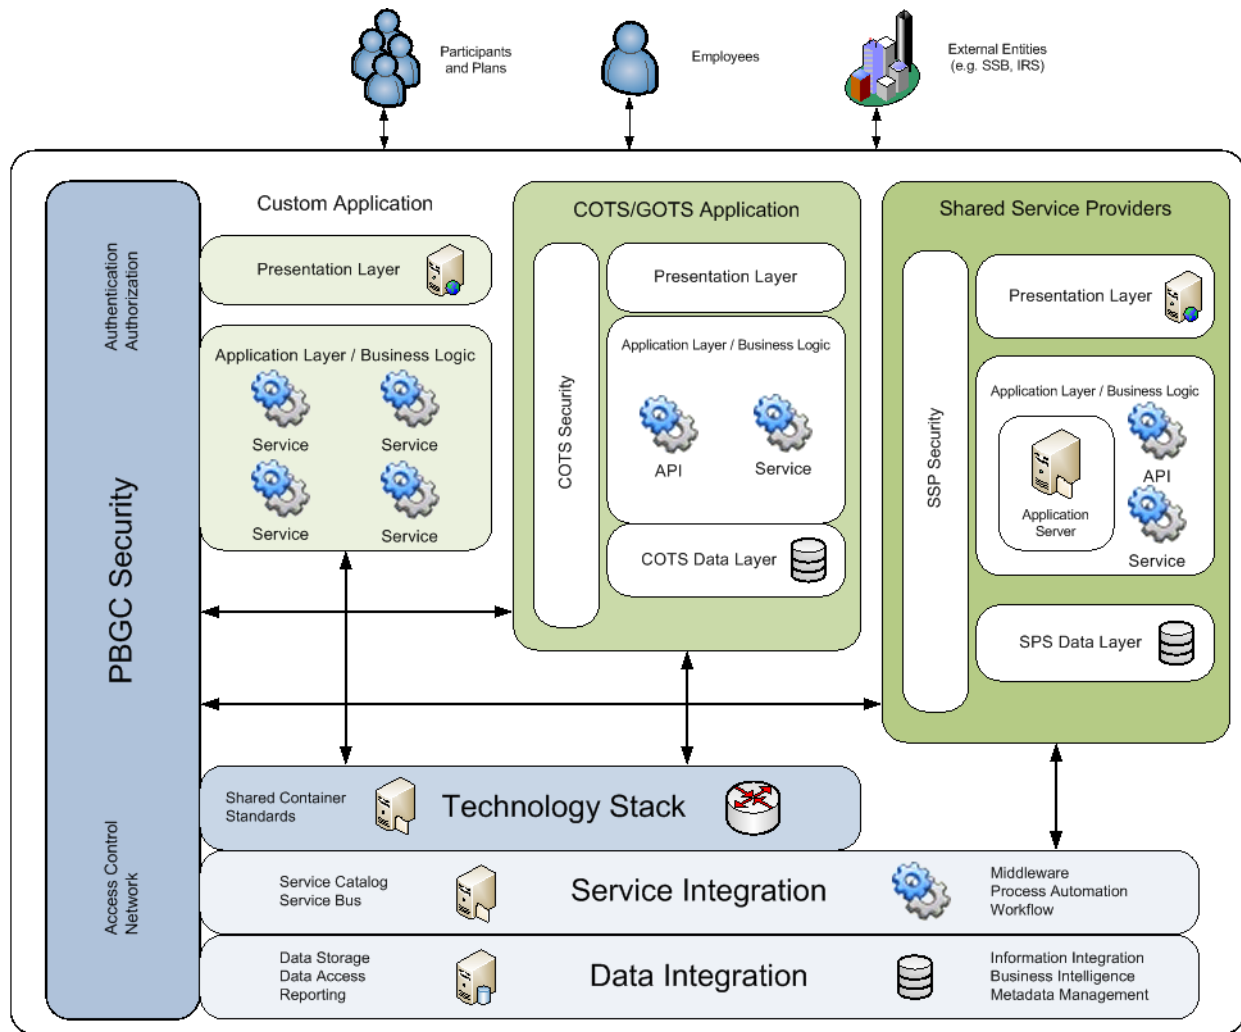 Participants
and Plans
Employees
External Entities
(e.g. SSB, IRS)
Authentication
Authorization
PBGC Security
Access Control
Network
Custom Application
Presentation Layer
Application Layer / Business Logic
Service
Service
Service
Service
COTS/GOTS Application
COTS Security
Presentation Layer
Application Layer / Business Logic
API
Service
COTS Data Layer
Shared Service Providers
SSP Security
Presentation Layer
Application Layer / Business Logic
Application
Server
API
Service
SPS Data Layer
Shared Container
Standards
Technology Stack
Service Catalog
Service Bus
Service Integration
Middleware
Process Automation
Workflow
Data Storage
Data Access
Reporting
Data Integration
Information Integration
Business Intelligence
Metadata Management